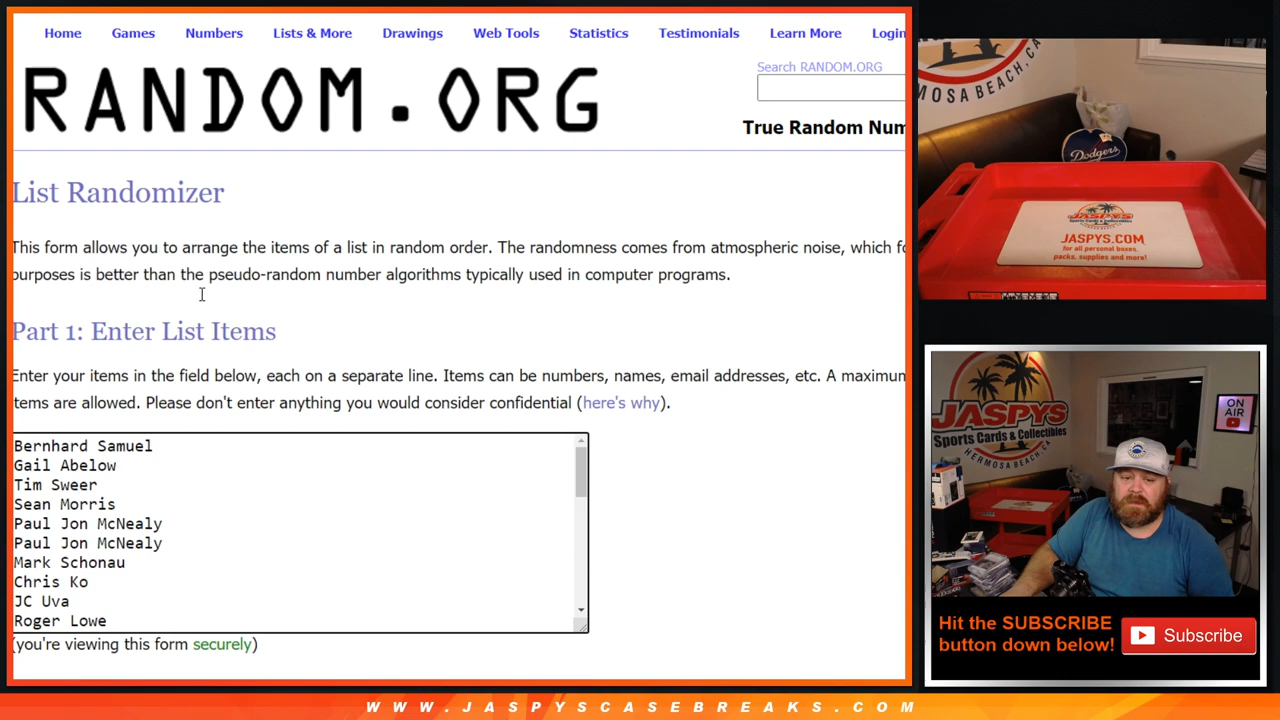 Home Games Numbers Lists & More Drawings Web Tools Statistics Testimonials Learn More Login
RANDOM.ORG
Search RANDOM.ORG
True Random Num
List Randomizer
This form allows you to arrange the items of a list in random order. The randomness comes from atmospheric noise, which fo
purposes is better than the pseudo-random number algorithms typically used in computer programs.
Part 1: Enter List Items
Enter your items in the field below, each on a separate line. Items can be numbers, names, email addresses, etc. A maximum
items are allowed. Please don't enter anything you would consider confidential (here's why).
Bernhard Samuel
Gail Abelow
Tim Sweer
Sean Morris
Paul Jon McNealy
Paul Jon McNealy
Mark Schonau
Chris Ko
JC Uva
Roger Lowe
(you're viewing this form securely)
MOSA BEACH, CA
Dodgers
JASPYS
Sports Cards & Collectibles
JASPYS.COM
for all personal boxes,
packs, supplies and more!
JASPYS
Sports Cards & Collectibles
HERMOSA BEACH, CA
ON
AIR
Hit the SUBSCRIBE
button down below!
Subscribe
WWW.JASPYSCASEBREAKS.COM